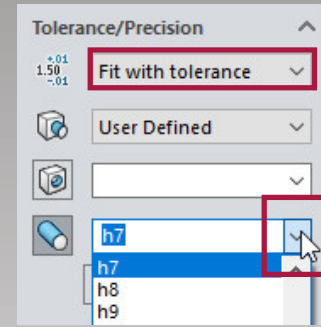 Tolerance/Precision
+.01
1.50
-.01
Fit with tolerance
User Defined
h7
h7
h8
h9